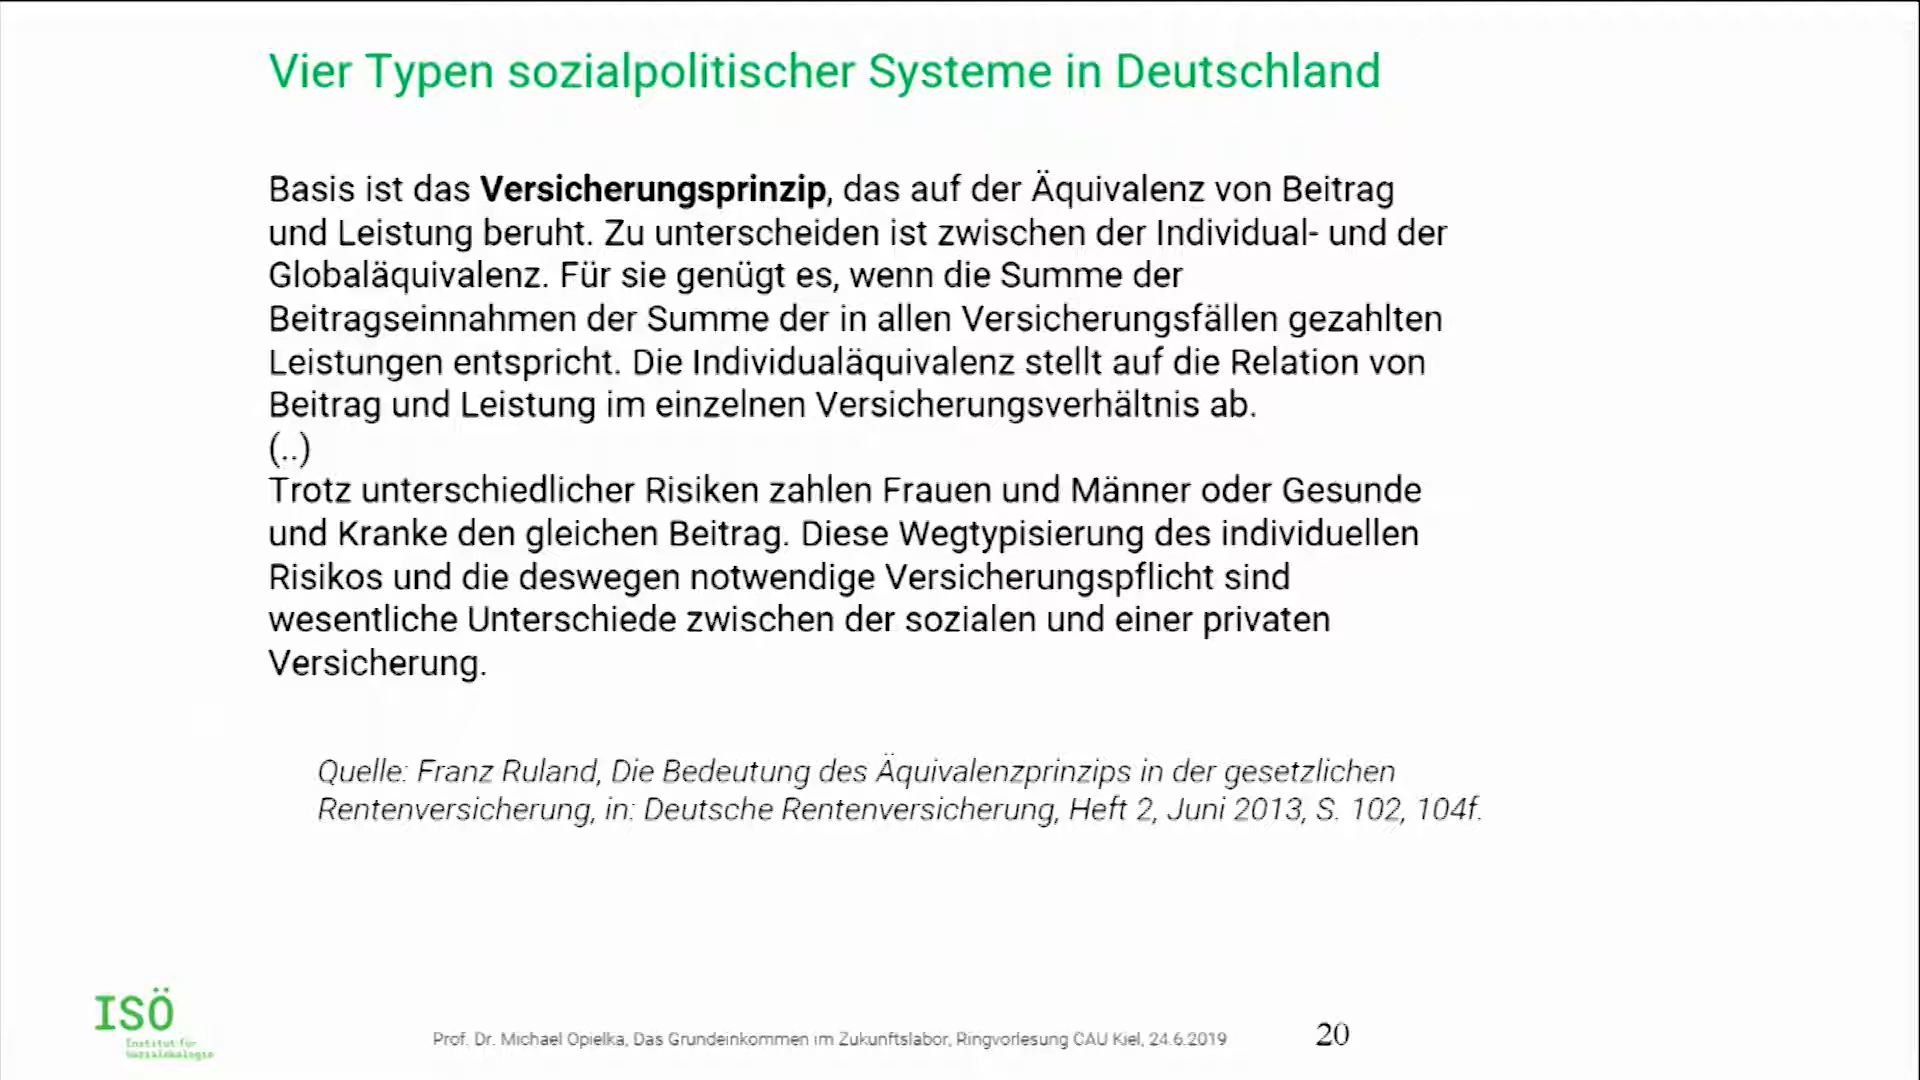 Vier Typen sozialpolitischer Systeme in Deutschland
Basis ist das Versicherungsprinzip, das auf der Äquivalenz von Beitrag
und Leistung beruht. Zu unterscheiden ist zwischen der Individual- und der
Globaläquivalenz. Für sie genügt es, wenn die Summe der
Beitragseinnahmen der Summe der in allen Versicherungsfällen gezahlten
Leistungen entspricht. Die Individualäquivalenz stellt auf die Relation von
Beitrag und Leistung im einzelnen Versicherungsverhältnis ab.
(..)
Trotz unterschiedlicher Risiken zahlen Frauen und Männer oder Gesunde
und Kranke den gleichen Beitrag. Diese Wegtypisierung des individuellen
Risikos und die deswegen notwendige Versicherungspflicht sind
wesentliche Unterschiede zwischen der sozialen und einer privaten
Versicherung.
Quelle: Franz Ruland, Die Bedeutung des Äquivalenzprinzips in der gesetzlichen
Rentenversicherung, in: Deutsche Rentenversicherung, Heft 2, Juni 2013, S. 102, 104f.
ISÖ
Institut für
Sozialökologie
Prof. Dr. Michael Opielka, Das Grundeinkommen im Zukunftslabor, Ringvorlesung CAU Kiel, 24.6.2019
20